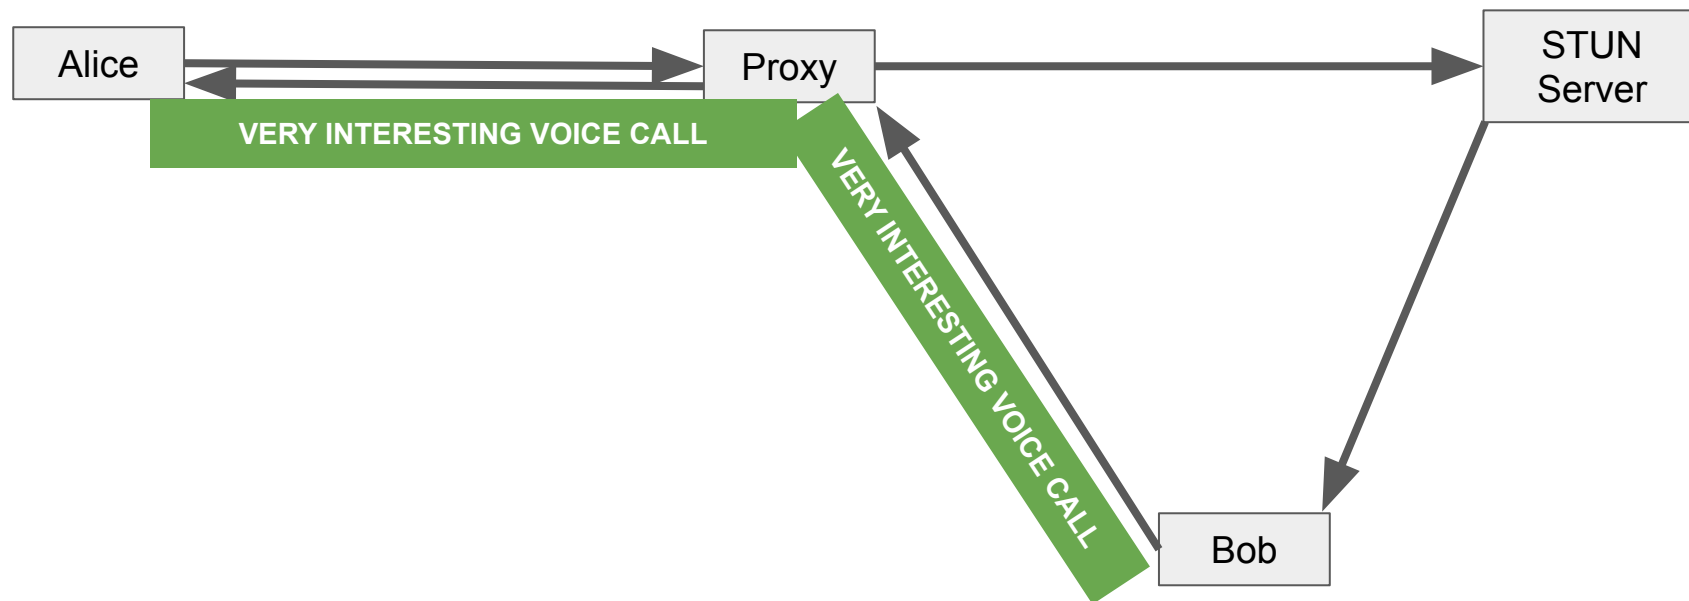 Alice
Proxy
STUN
Server
VERY INTERESTING VOICE CALL
VERY INTERESTING VOICE CALL
Bob